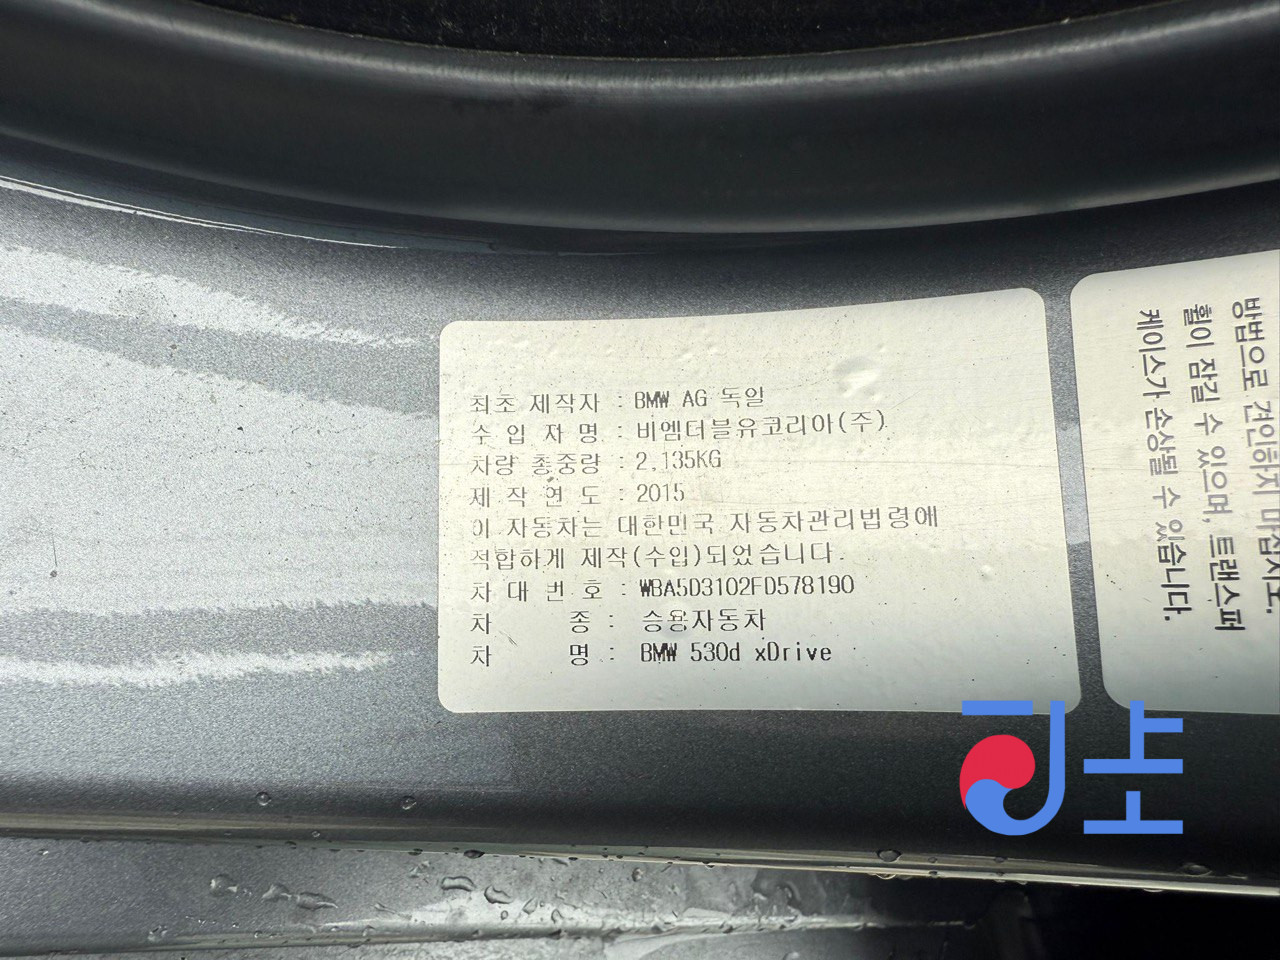 최초 제작자 : BMW AG 독일
수 입 자 명 : 비엠더블유코리아(주)
차량 총중량 : 2,135KG
제 작 연 도 : 2015
이 자동차는 대한민국 자동차관리법령에
적합하게 제작(수입)되었습니다.
차 대 번 호 : WBA5D3102FD578190
차 종 : 승용자동차
차 명 : BMW 530d xDrive
방법으로 견인하지 마십시오.
휠이 잠길 수 있으며, 트랜스퍼
케이스가 손상될 수 있습니다.